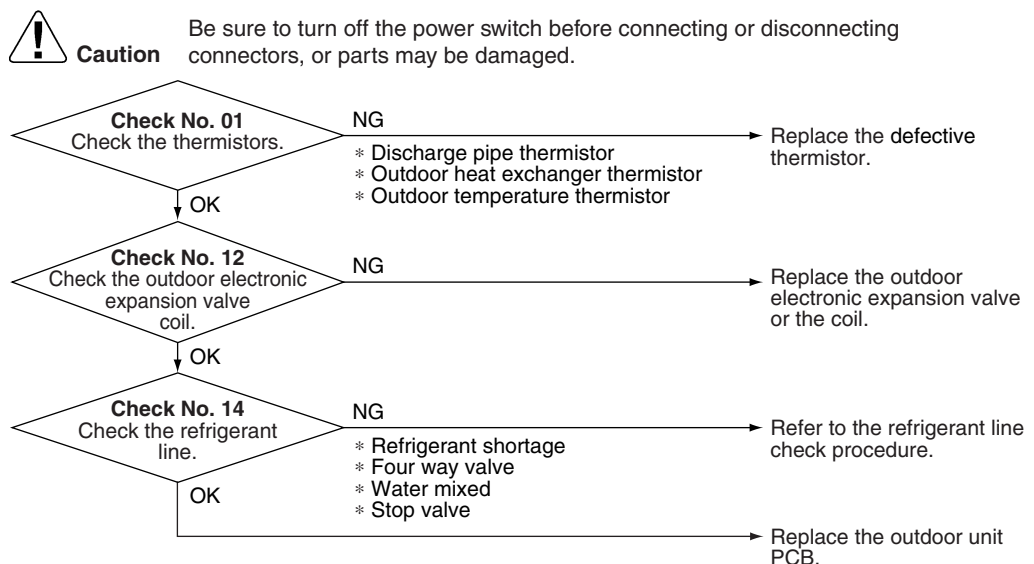 Be sure to turn off the power switch before connecting or disconnecting
Caution connectors, or parts may be damaged.
Check No. 01
Check the thermistors.
NG
* Discharge pipe thermistor
* Outdoor heat exchanger thermistor
* Outdoor temperature thermistor
Replace the defective
thermistor.
OK
Check No. 12
Check the outdoor electronic
expansion valve
coil.
NG
Replace the outdoor
electronic expansion valve
or the coil.
OK
Check No. 14
Check the refrigerant
line.
NG
* Refrigerant shortage
* Four way valve
* Water mixed
* Stop valve
Refer to the refrigerant line
check procedure.
OK
Replace the outdoor unit
PCB.